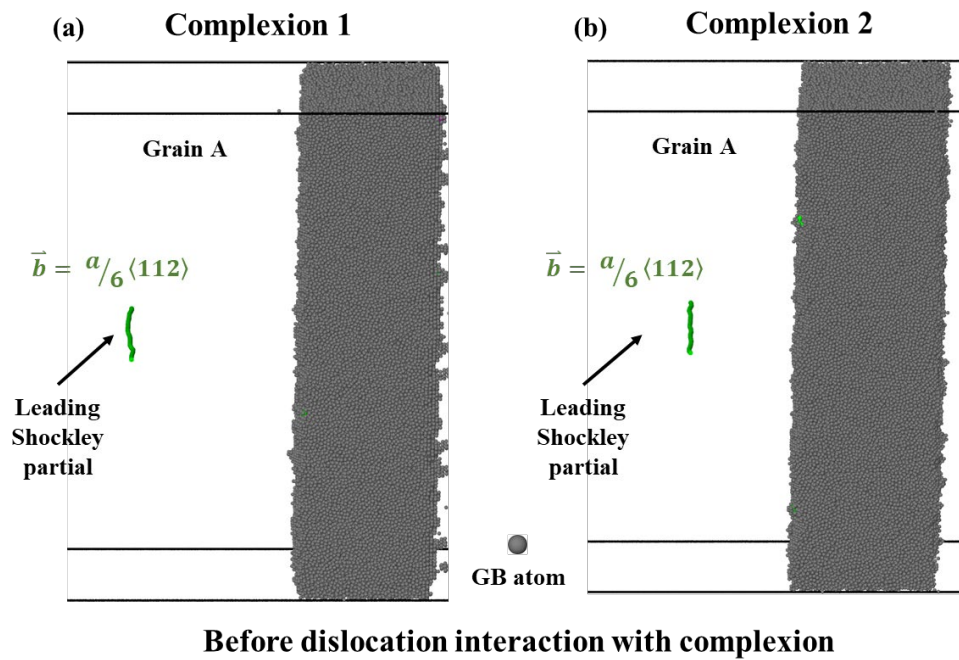 (a) Complexion 1
(b) Complexion 2
Grain A
Grain A
b⃗ = a/6 ⟨112⟩
b⃗ = a/6 ⟨112⟩
Leading
Shockley
partial
Leading
Shockley
partial
GB atom
Before dislocation interaction with complexion